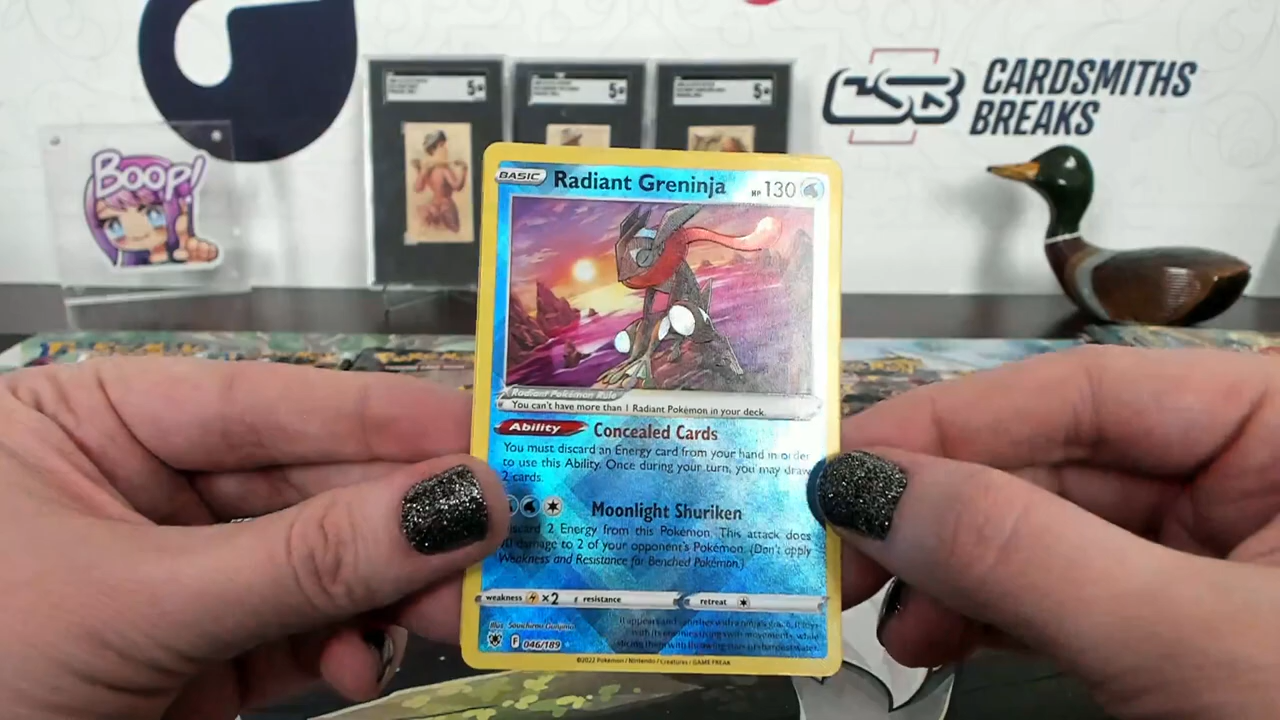 BOOP!
5
5
5
CSB
CARDSMITHS
BREAKS
BASIC Radiant Greninja HP 130
Radiant Pokémon Rule
You can't have more than 1 Radiant Pokémon in your deck.
Ability Concealed Cards
You must discard an Energy card from your hand in order
to use this Ability. Once during your turn, you may draw
2 cards.
Moonlight Shuriken
2 Energy from this Pokémon. This attack does
damage to 2 of your opponent's Pokémon. (Don't apply
Weakness and Resistance for Benched Pokémon.)
weakness ×2 resistance retreat
Illus. Souichirou Gunjima
F 046/189
©2022 Pokémon / Nintendo / Creatures / GAME FREAK